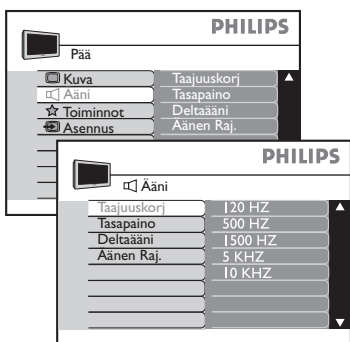 PHILIPS
Pää
Kuva Taajuuskorj
Ääni Tasapaino
Toiminnot Deltaääni
Asennus Äänen Raj.
PHILIPS
Ääni
Taajuuskorj 120 HZ
Tasapaino 500 HZ
Deltaääni 1500 HZ
Äänen Raj. 5 KHZ
10 KHZ